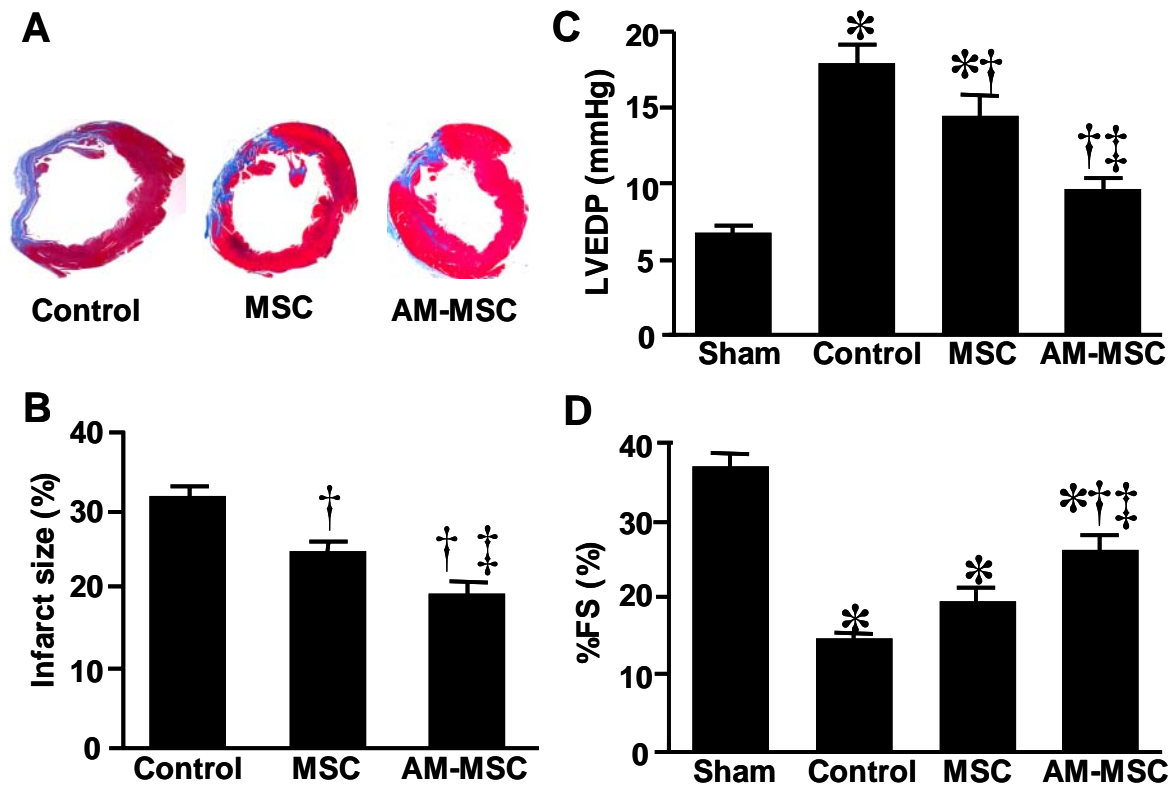 A
Control MSC AM-MSC
B
Infarct size (%)
40
30
20
10
0
†
† ‡
Control MSC AM-MSC
C
LVEDP (mmHg)
20
15
10
5
0
*
*†
†‡
Sham Control MSC AM-MSC
D
%FS (%)
40
30
20
10
0
*
*
*†‡
Sham Control MSC AM-MSC